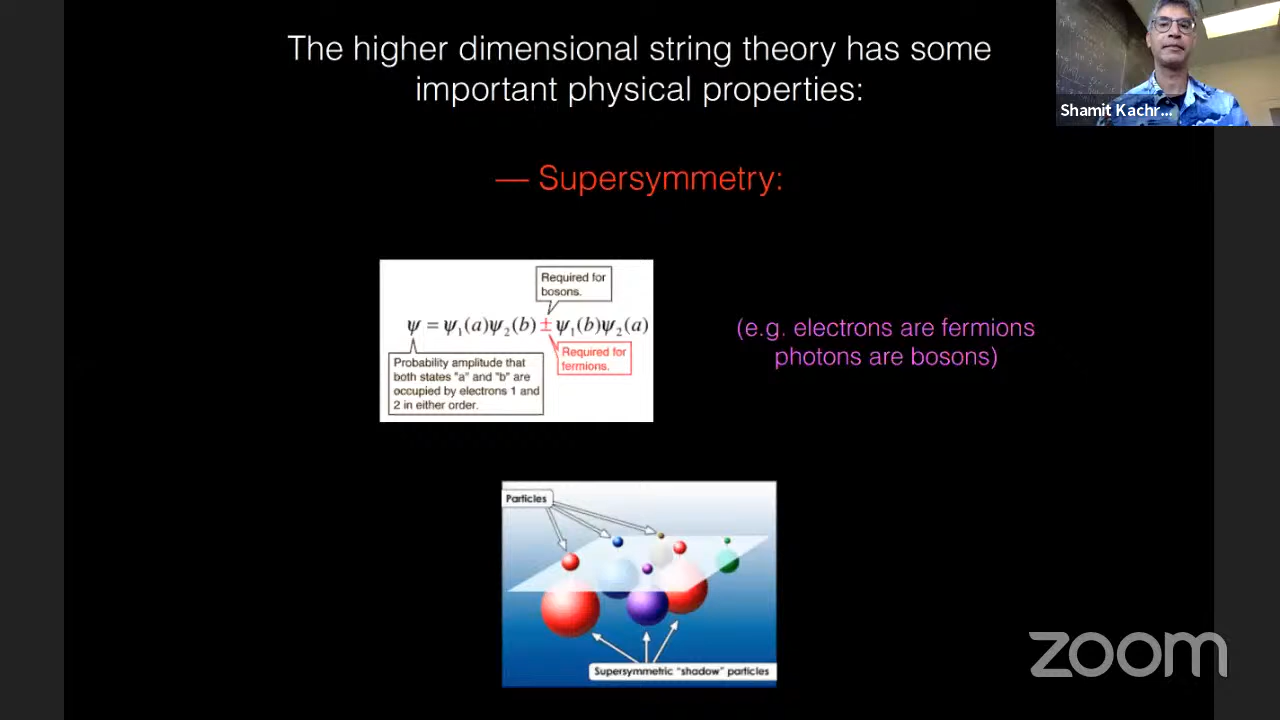 The higher dimensional string theory has some
important physical properties:
Shamit Kachr...
— Supersymmetry:
Required for
bosons.
ψ = ψ₁(a)ψ₂(b) ± ψ₁(b)ψ₂(a)
Required for
fermions.
Probability amplitude that
both states "a" and "b" are
occupied by electrons 1 and
2 in either order.
(e.g. electrons are fermions
photons are bosons)
Particles
Supersymmetric "shadow" particles
zoom